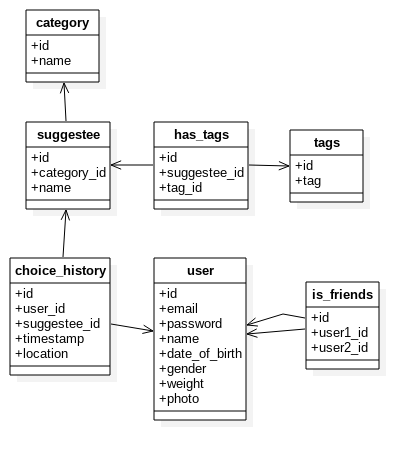 category
+id
+name
suggestee
+id
+category_id
+name
has_tags
+id
+suggestee_id
+tag_id
tags
+id
+tag
choice_history
+id
+user_id
+suggestee_id
+timestamp
+location
user
+id
+email
+password
+name
+date_of_birth
+gender
+weight
+photo
is_friends
+id
+user1_id
+user2_id